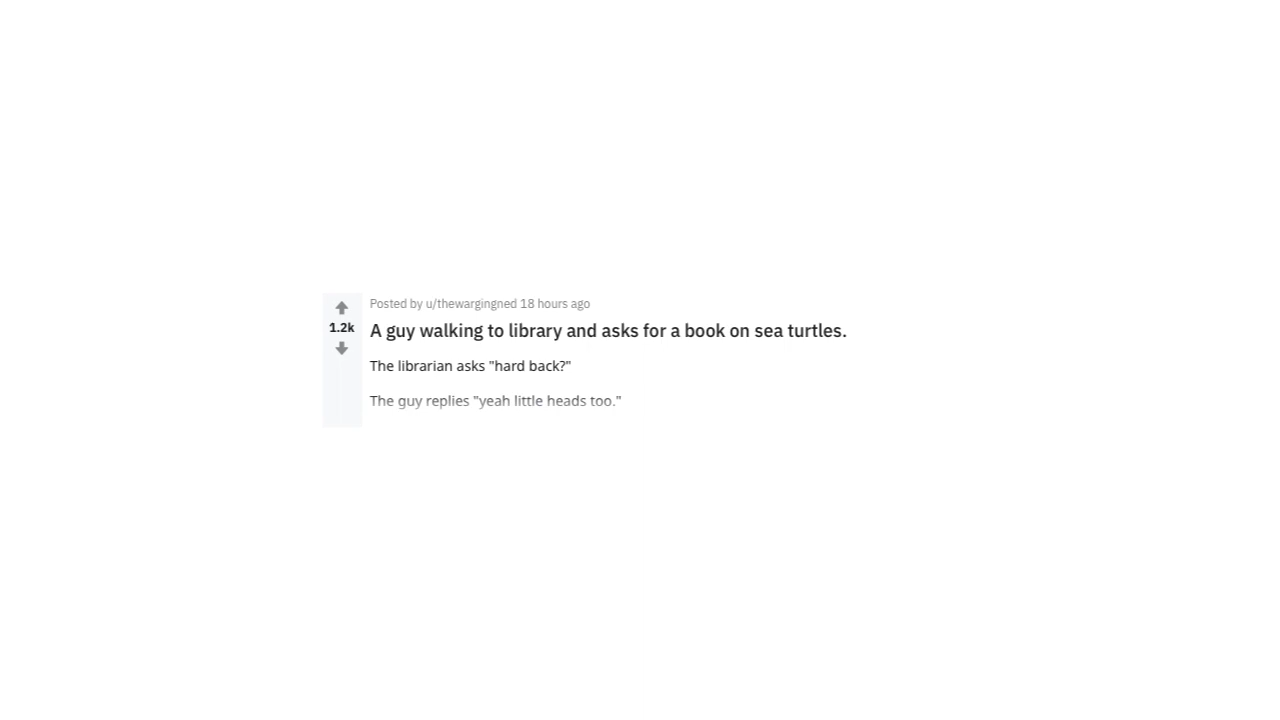 Posted by u/thewargingned 18 hours ago
1.2k
A guy walking to library and asks for a book on sea turtles.
The librarian asks "hard back?"
The guy replies "yeah little heads too."